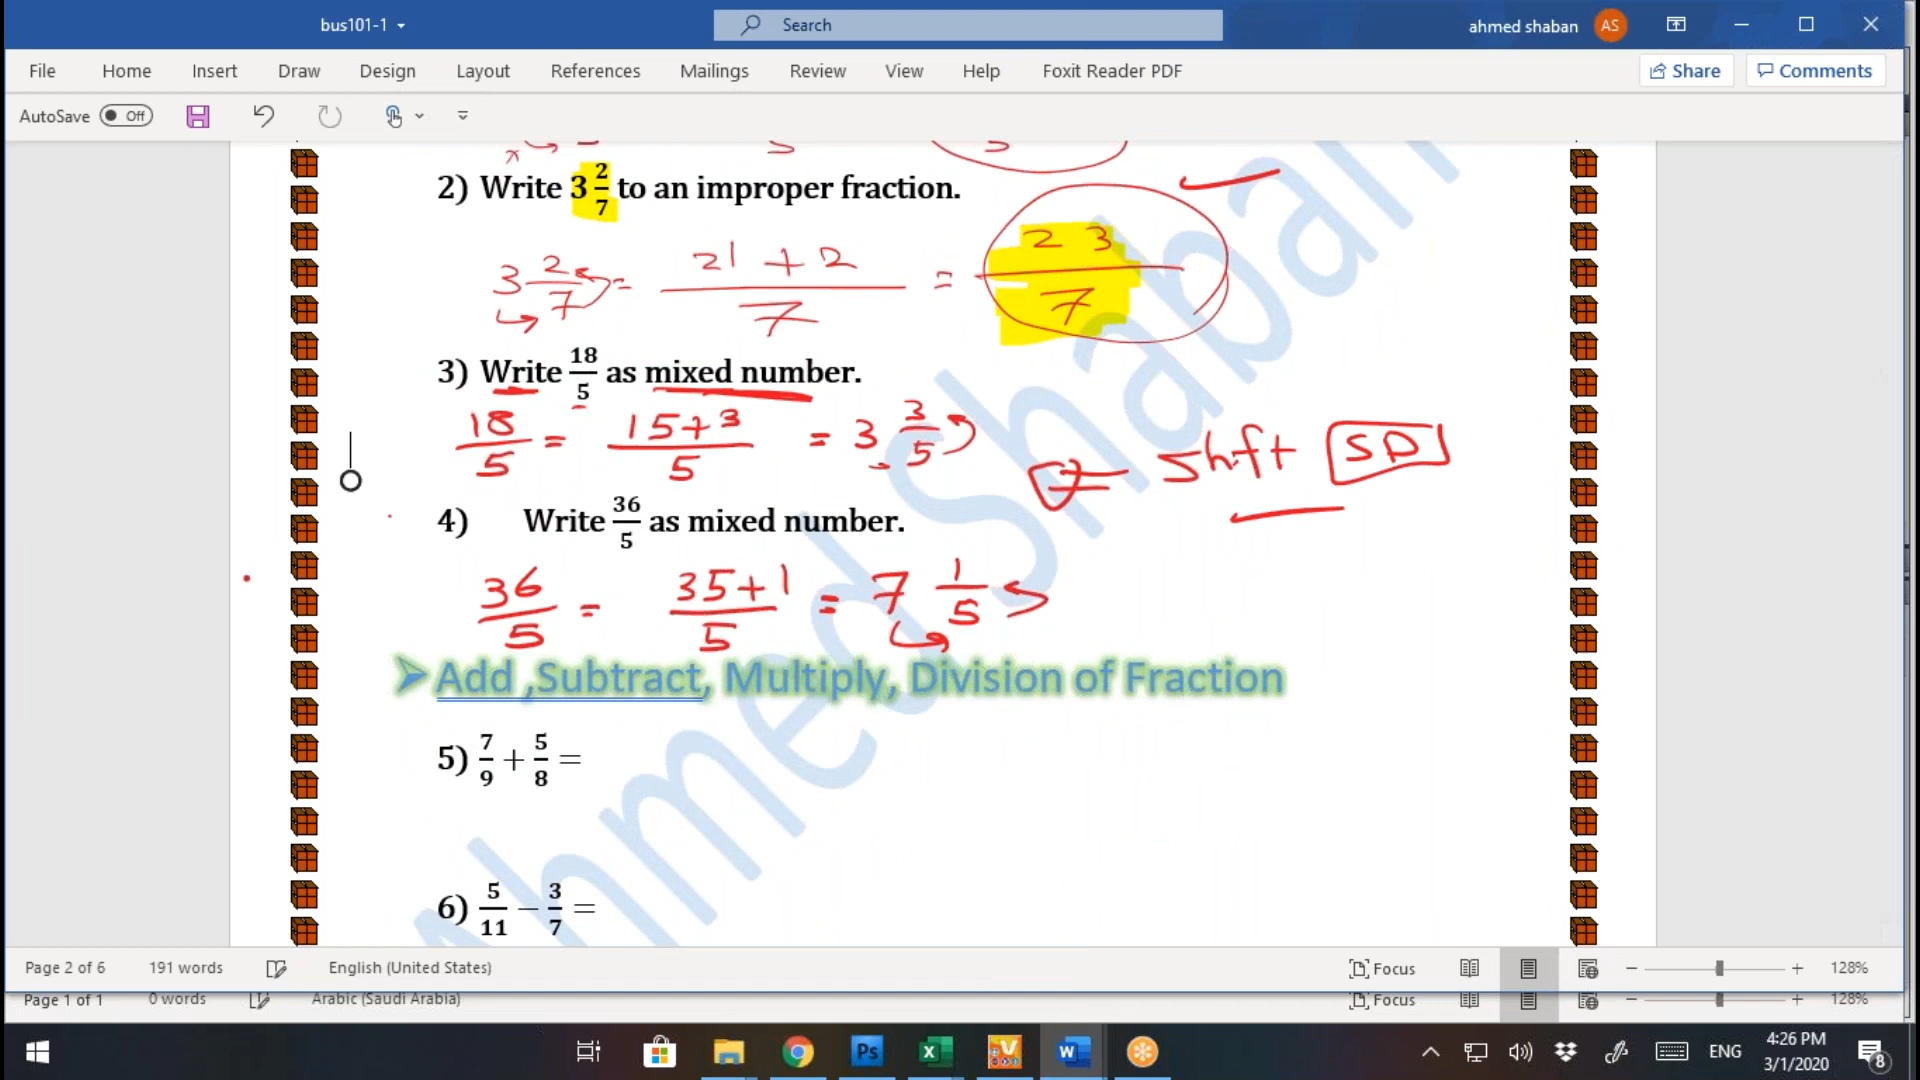 bus101-1
Search
ahmed shaban AS
File Home Insert Draw Design Layout References Mailings Review View Help Foxit Reader PDF Share Comments
AutoSave Off
2) Write 3 2/7 to an improper fraction.
3 2/7 = 21 + 2 / 7 = 23/7
3) Write 18/5 as mixed number.
18/5 = 15+3 / 5 = 3 3/5
= Shift SD
4) Write 36/5 as mixed number.
36/5 = 35+1 / 5 = 7 1/5
Add ,Subtract, Multiply, Division of Fraction
5) 7/9 + 5/8 =
6) 5/11 − 3/7 =
Ahmed Shaban
Page 2 of 6 191 words English (United States) Focus 128%
Page 1 of 1 0 words Arabic (Saudi Arabia) Focus 128%
Ps
ENG
4:26 PM
3/1/2020
8